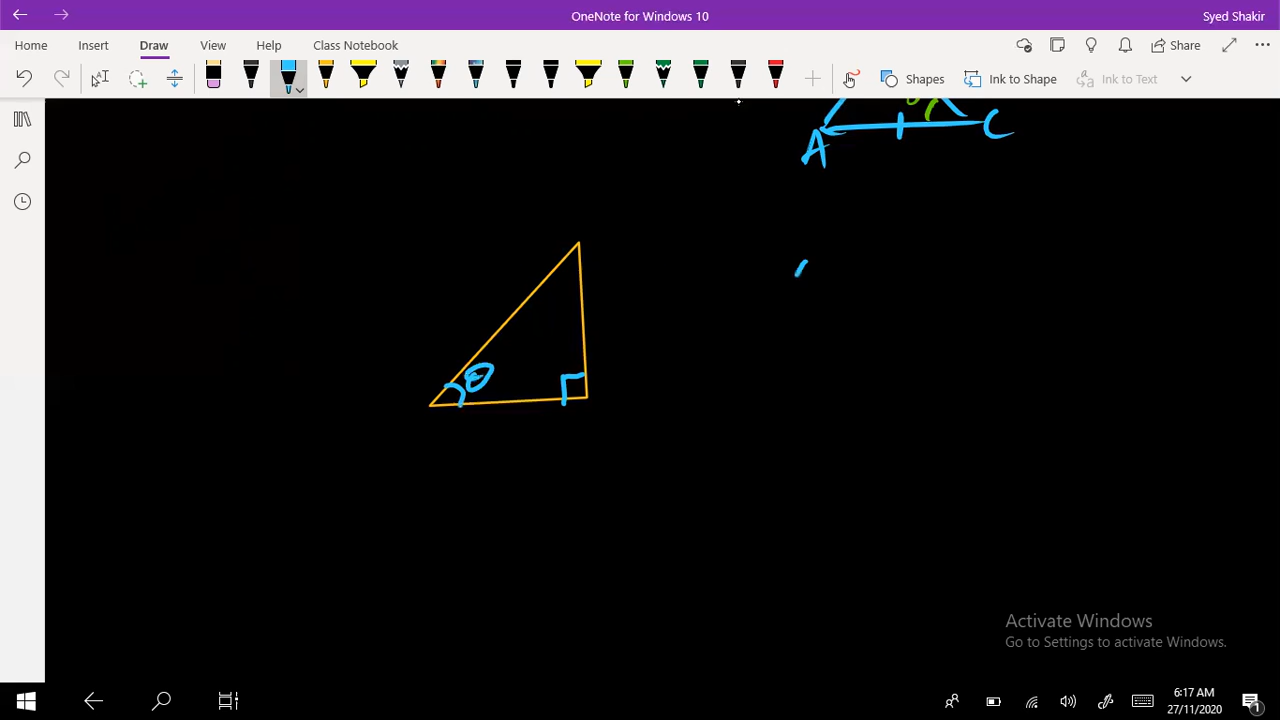 OneNote for Windows 10
Syed Shakir
Home Insert Draw View Help Class Notebook
Share
Shapes Ink to Shape Ink to Text
A C
θ
Activate Windows
Go to Settings to activate Windows.
6:17 AM
27/11/2020
1